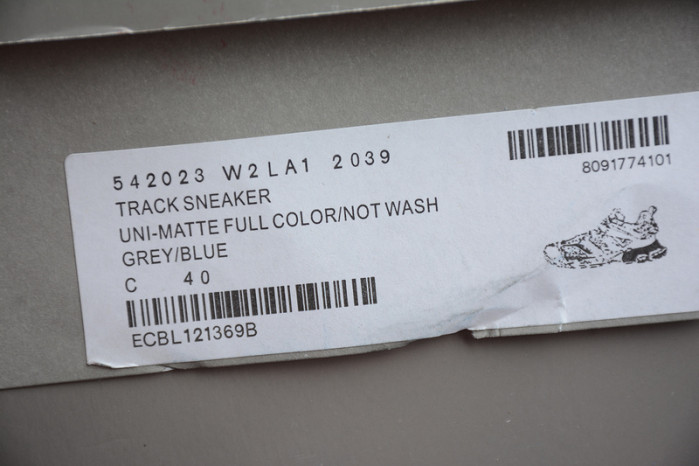 542023 W2LA1 2039
TRACK SNEAKER
UNI-MATTE FULL COLOR/NOT WASH
GREY/BLUE
C 40
ECBL121369B
8091774101